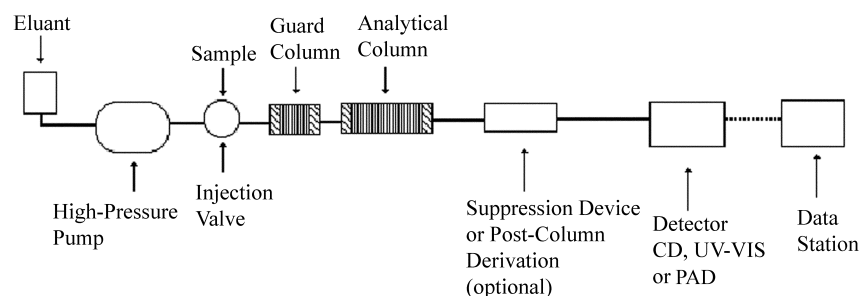 Eluant
Sample
Guard
Column
Analytical
Column
High-Pressure
Pump
Injection
Valve
Suppression Device
or Post-Column
Derivation
(optional)
Detector
CD, UV-VIS
or PAD
Data
Station